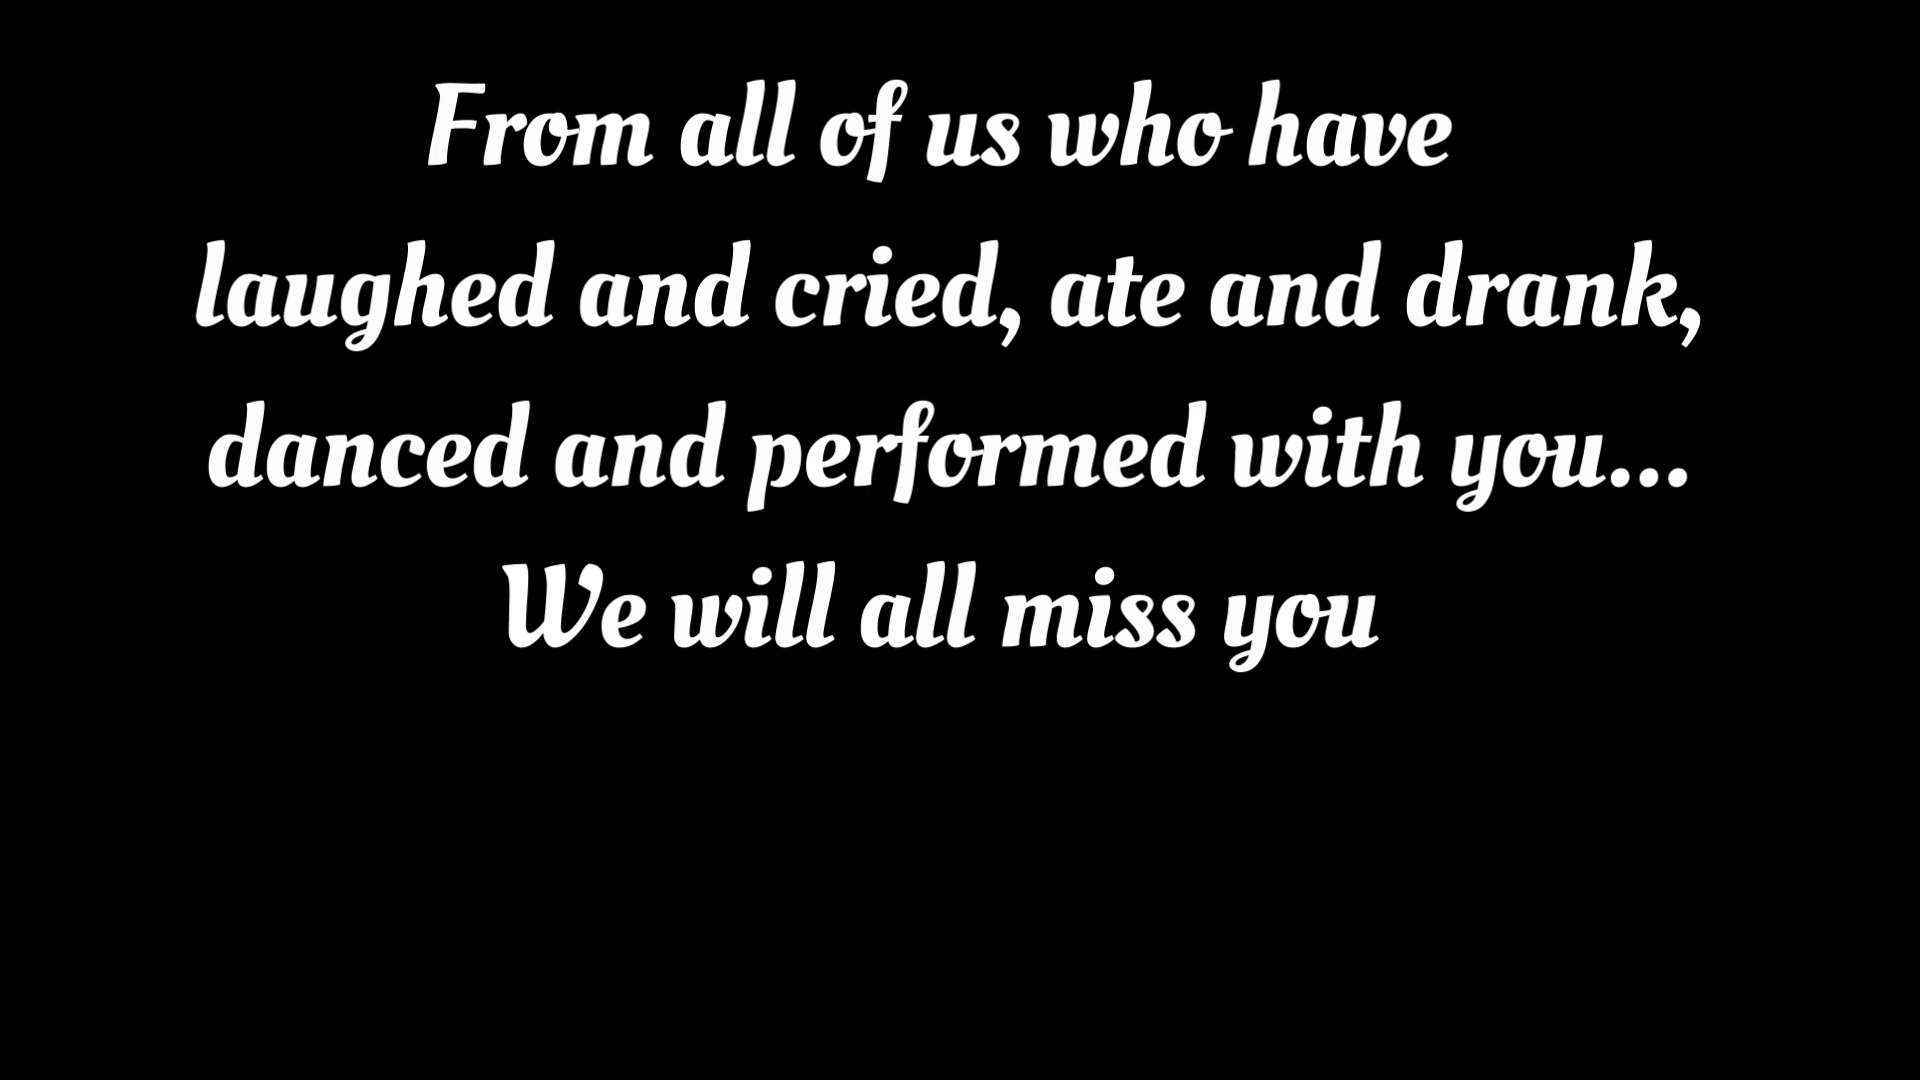 From all of us who have
laughed and cried, ate and drank,
danced and performed with you...
We will all miss you